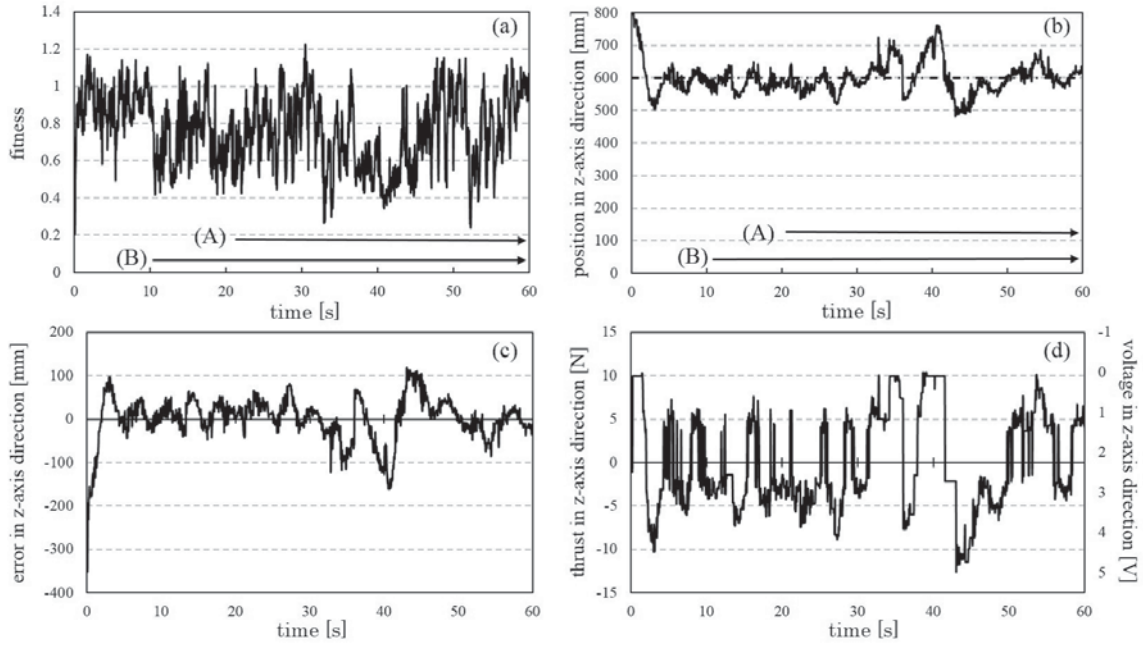 (a)
fitness
1.4
1.2
1
0.8
0.6
0.4
0.2
0
(A)
(B)
0 10 20 30 40 50 60
time [s]
(b)
position in z-axis direction [mm]
800
700
600
500
400
300
200
100
0
(A)
(B)
0 10 20 30 40 50 60
time [s]
(c)
error in z-axis direction [mm]
200
100
0
-100
-200
-300
-400
0 10 20 30 40 50 60
time [s]
(d)
thrust in z-axis direction [N]
15
10
5
0
-5
-10
-15
voltage in z-axis direction [V]
-1
0
1
2
3
4
5
0 10 20 30 40 50 60
time [s]